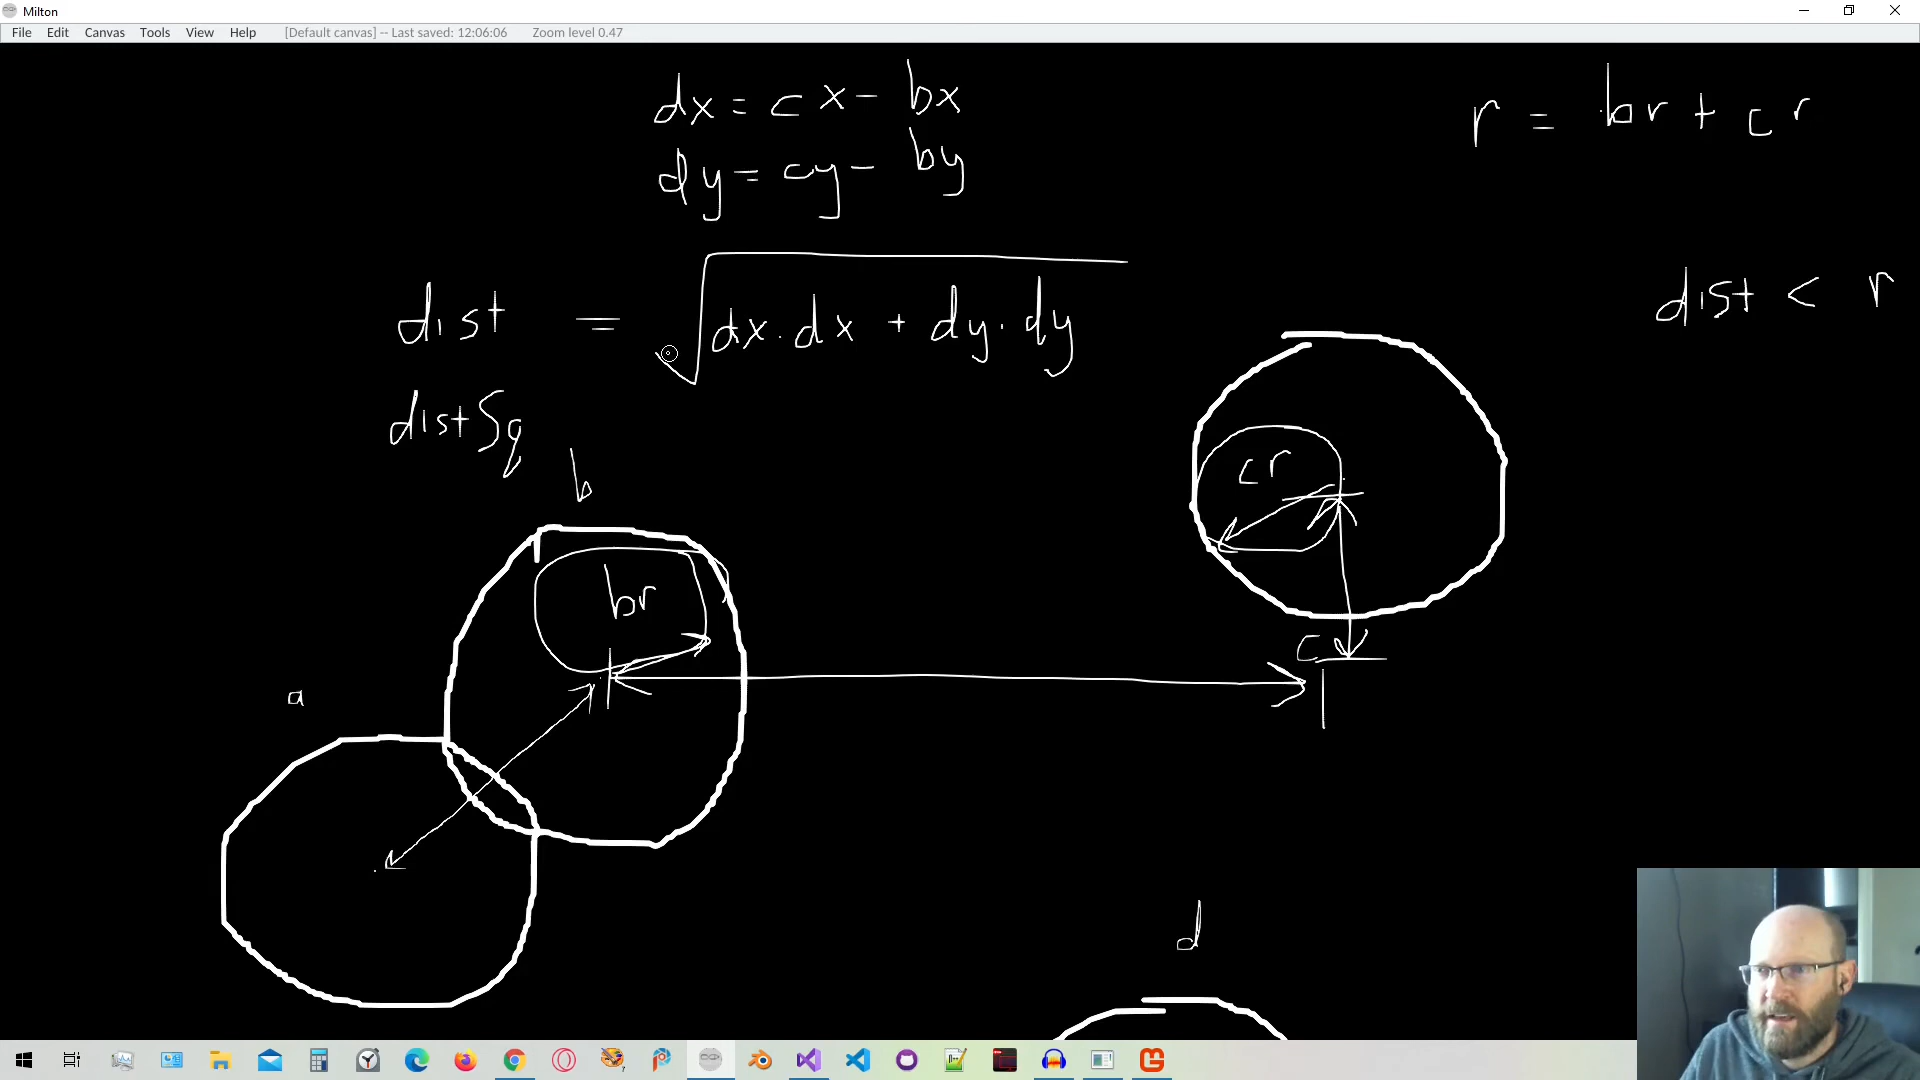 Milton
File Edit Canvas Tools View Help [Default canvas] -- Last saved: 12:06:06 Zoom level 0.47
dx = cx - bx
dy = cy - by
r = br + cr
dist = √dx·dx + dy·dy
dist < r
distSq
b
cr
br
c
a
d